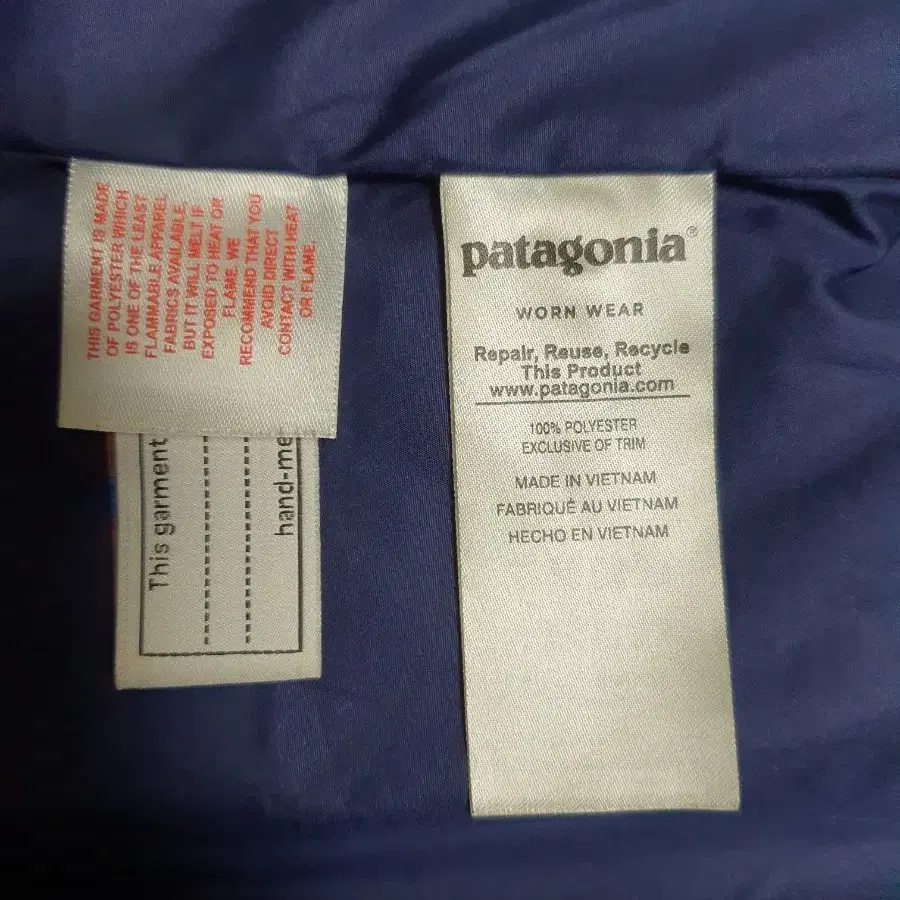 THIS GARMENT IS MADE
OF POLYESTER WHICH
IS ONE OF THE LEAST
FLAMMABLE APPAREL
FABRICS AVAILABLE,
BUT IT WILL MELT IF
EXPOSED TO HEAT OR
FLAME. WE
RECOMMEND THAT YOU
AVOID DIRECT
CONTACT WITH HEAT
OR FLAME.
This garment
hand-me
patagonia®
WORN WEAR
Repair, Reuse, Recycle
This Product
www.patagonia.com
100% POLYESTER
EXCLUSIVE OF TRIM
MADE IN VIETNAM
FABRIQUÉ AU VIETNAM
HECHO EN VIETNAM